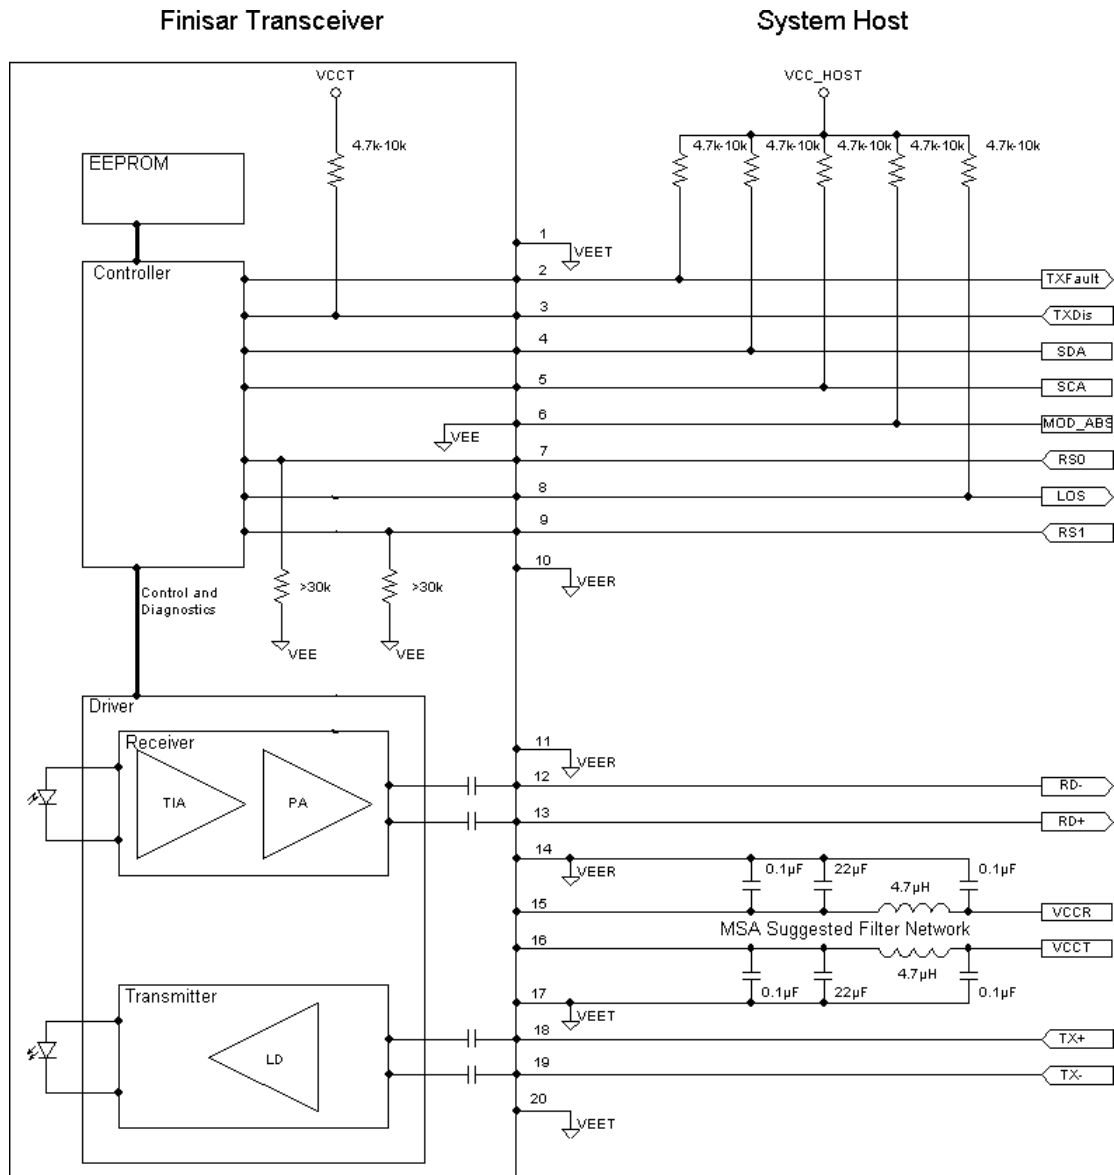 Finisar Transceiver
System Host
VCCT
VCC_HOST
4.7k-10k
4.7k-10k
4.7k-10k
4.7k-10k
4.7k-10k
4.7k-10k
EEPROM
Controller
1
VEET
2
TXFault
3
TXDis
4
SDA
5
SCA
6
VEE
MOD_ABS
7
RS0
8
LOS
9
RS1
10
VEER
>30k
>30k
VEE
VEE
Control and
Diagnostics
Driver
Receiver
TIA
PA
11
VEER
12
RD-
13
RD+
14
VEER
0.1µF
22µF
4.7µH
0.1µF
15
VCCR
MSA Suggested Filter Network
16
VCCT
4.7µH
17
VEET
0.1µF
22µF
0.1µF
Transmitter
LD
18
TX+
19
TX-
20
VEET